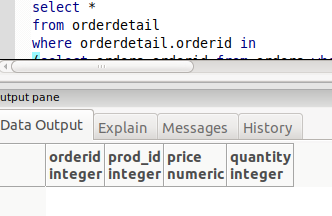 select *
from orderdetail
where orderdetail.orderid in
(select orders.orderid from orders
utput pane
Data Output Explain Messages History
orderid prod_id price quantity
integer integer numeric integer